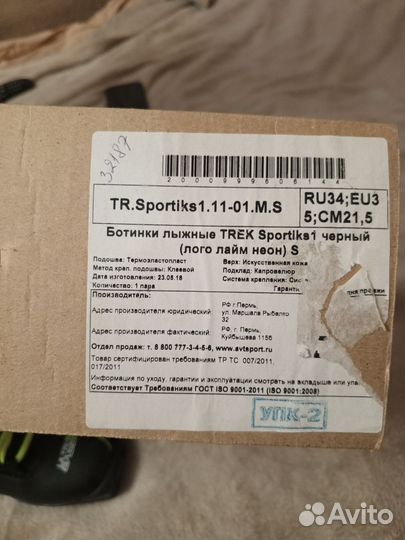 32187
2000999606144
TR.Sportiks1.11-01.M.S
RU34;EU3
5;CM21,5
Ботинки лыжные TREK Sportiks1 черный
(лого лайм неон) S
Подошва: Термоэластопласт
Верх: Искусственная кожа
Метод креп. подошвы: Клеевой
Подклад: Капровелюр
Дата изготовления: 23.08.18
Система крепления:
Количество: 1 пара
Производитель:
Адрес производителя юридический:
РФ г.Пермь,
ул. Маршала Рыбалко
32
Адрес производителя фактический:
РФ г.Пермь,
Куйбышева 115б
Отдел продаж: т. 8 800 777-3-4-5-6, www.avtsport.ru
Товар сертифицирован требованиям ТР ТС 007/2011,
017/2011
Информация по уходу, гарантии и эксплуатации смотреть на вкладыше или
Соответствует Требованиям ГОСТ ISO 9001-2011 (ISO 9001:2008)
УПК-2
Avito